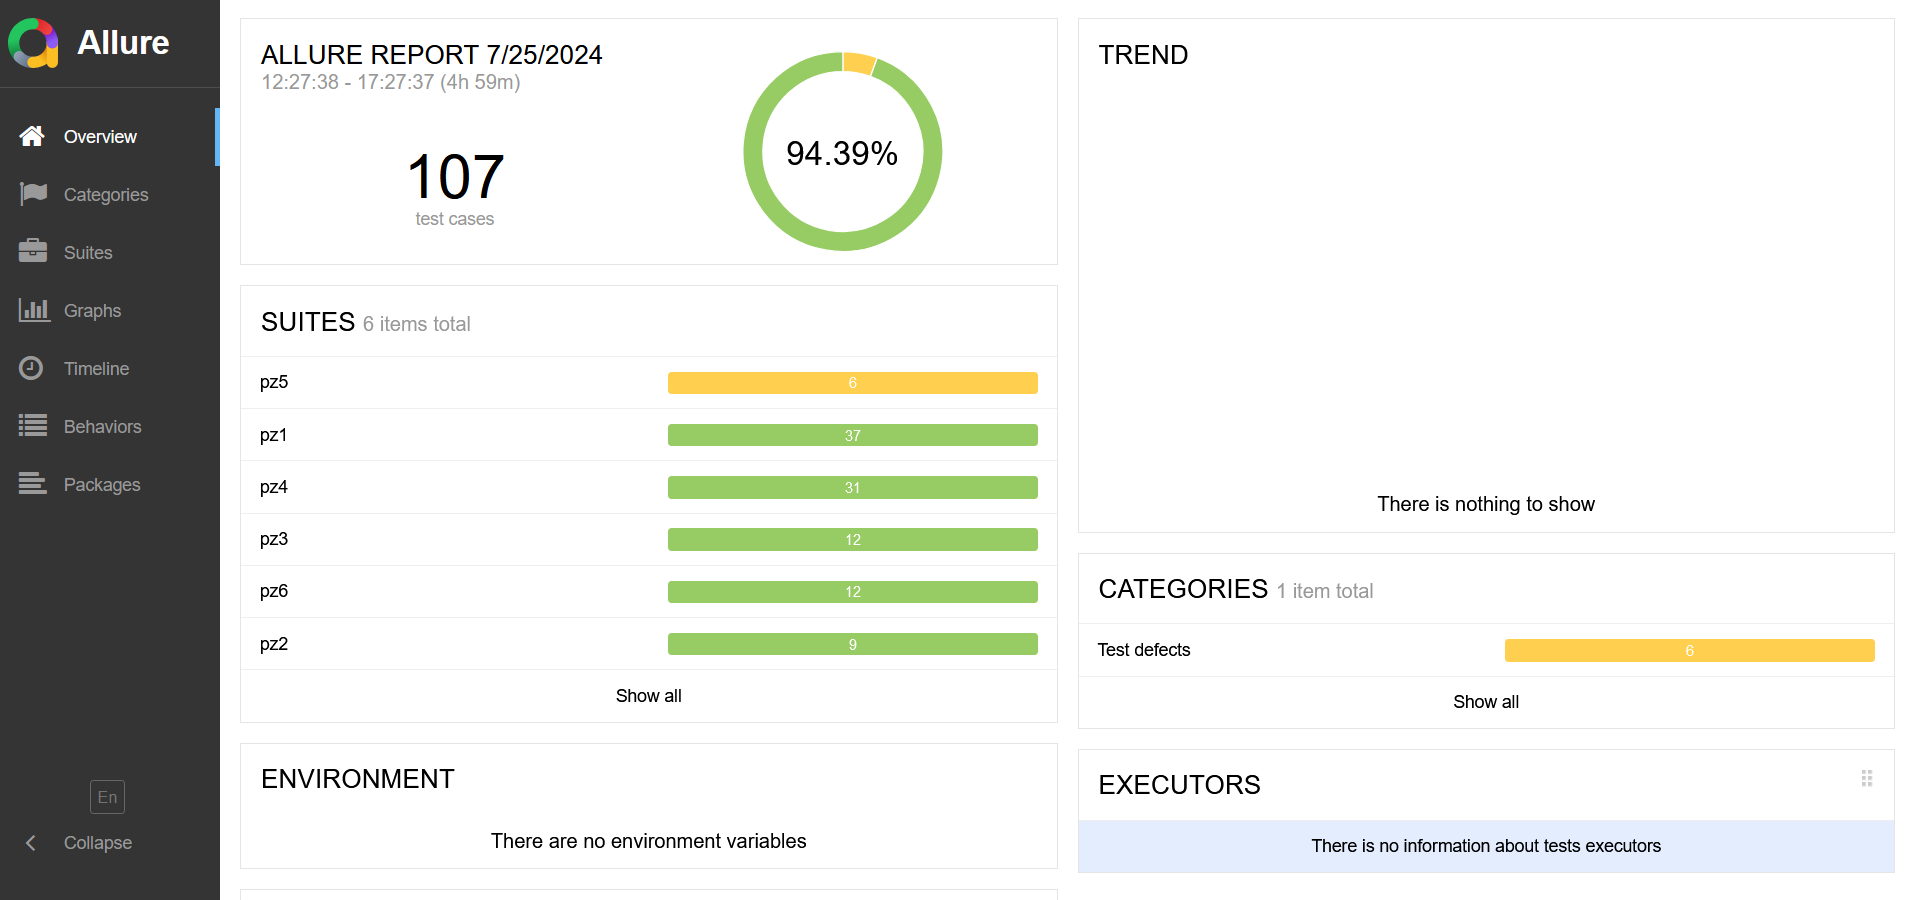 Allure
Overview
Categories
Suites
Graphs
Timeline
Behaviors
Packages
En
Collapse
ALLURE REPORT 7/25/2024
12:27:38 - 17:27:37 (4h 59m)
107
test cases
94.39%
SUITES 6 items total
pz5 6
pz1 37
pz4 31
pz3 12
pz6 12
pz2 9
Show all
ENVIRONMENT
There are no environment variables
TREND
There is nothing to show
CATEGORIES 1 item total
Test defects 6
Show all
EXECUTORS
There is no information about tests executors